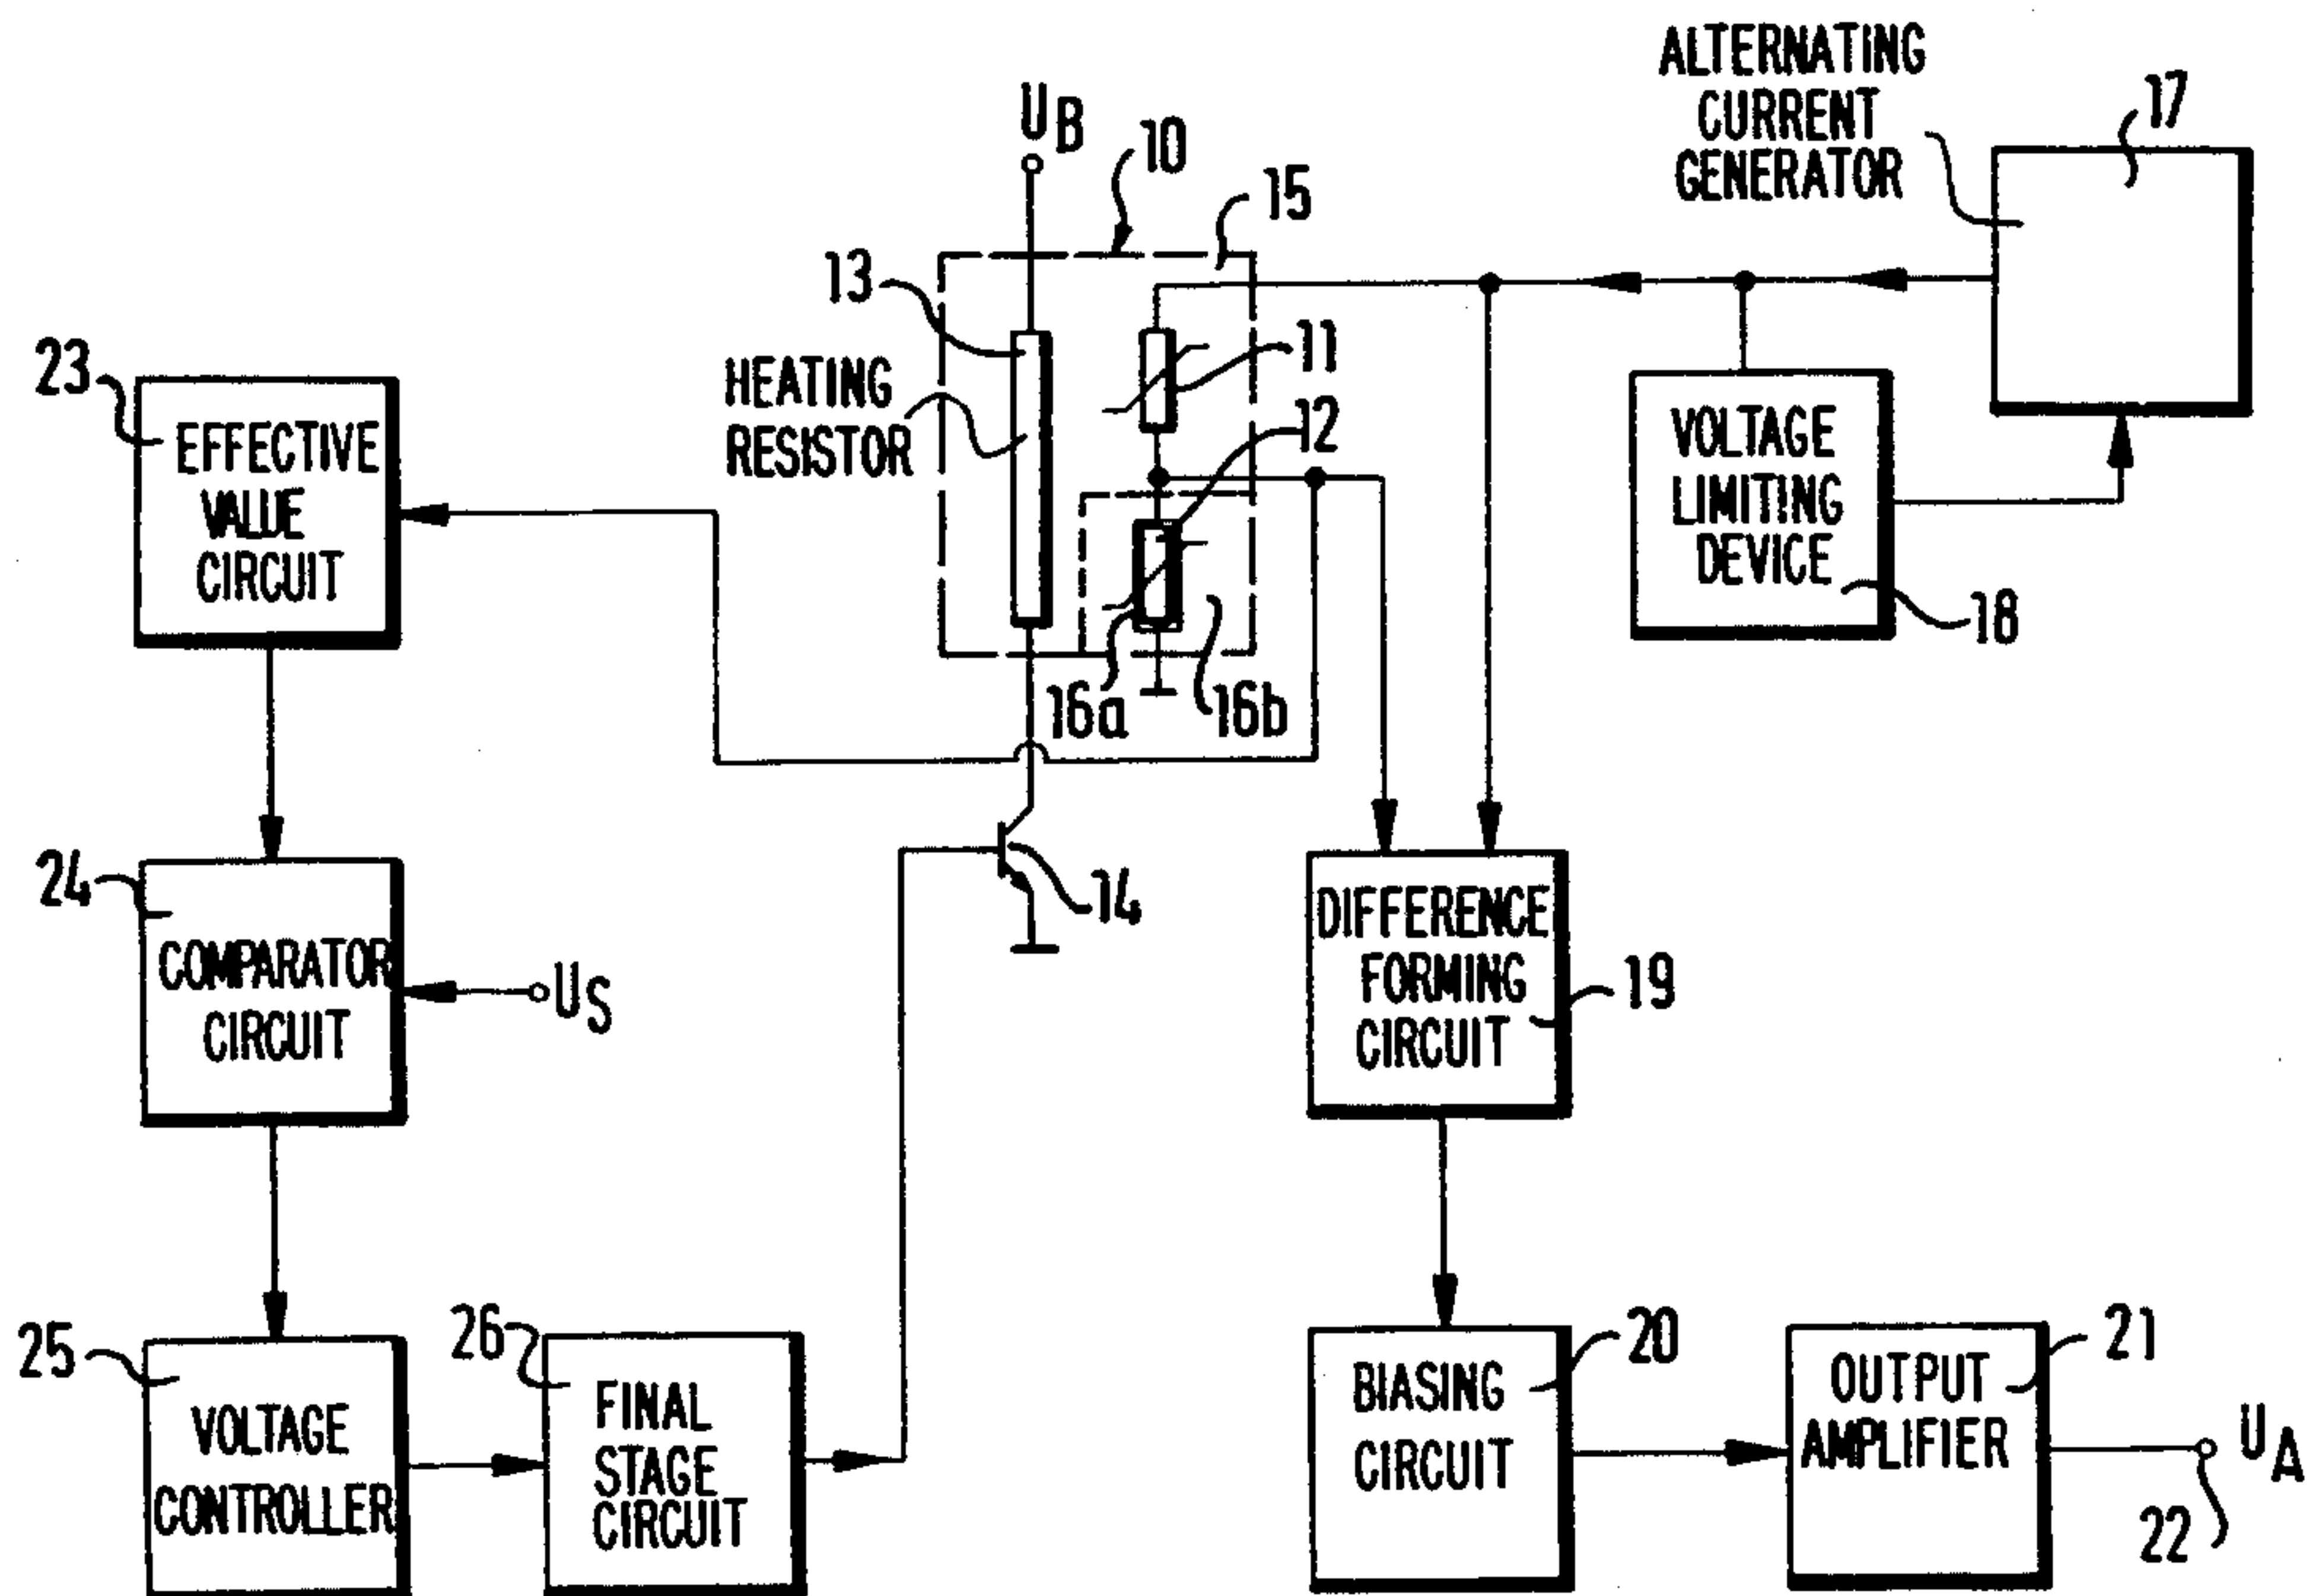 ALTERNATING
CURRENT
GENERATOR
17
UB
10
15
13
HEATING
RESISTOR
11
12
16a
16b
23
EFFECTIVE
VALUE
CIRCUIT
VOLTAGE
LIMITING
DEVICE
18
24
COMPARATOR
CIRCUIT
US
14
DIFFERENCE
FORMING
CIRCUIT
19
25
VOLTAGE
CONTROLLER
26
FINAL
STAGE
CIRCUIT
20
BIASING
CIRCUIT
21
OUTPUT
AMPLIFIER
UA
22